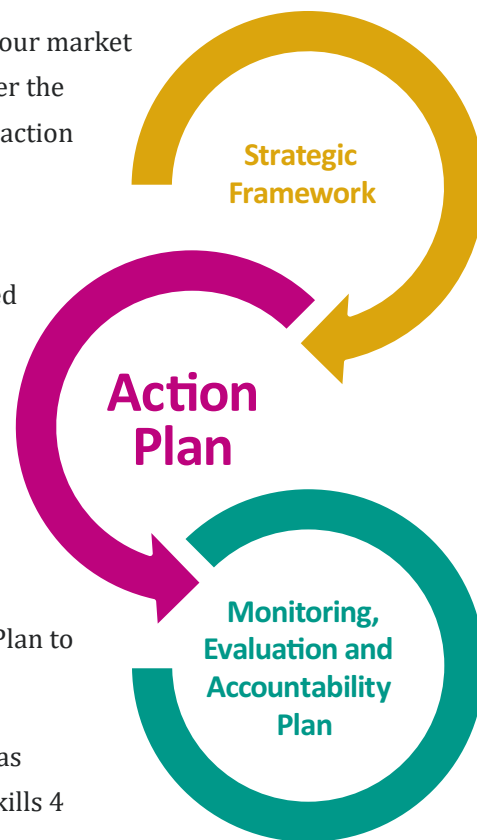 our market
er the
action
ed
Plan to
as
kills 4
Strategic
Framework
Action
Plan
Monitoring,
Evaluation and
Accountability
Plan